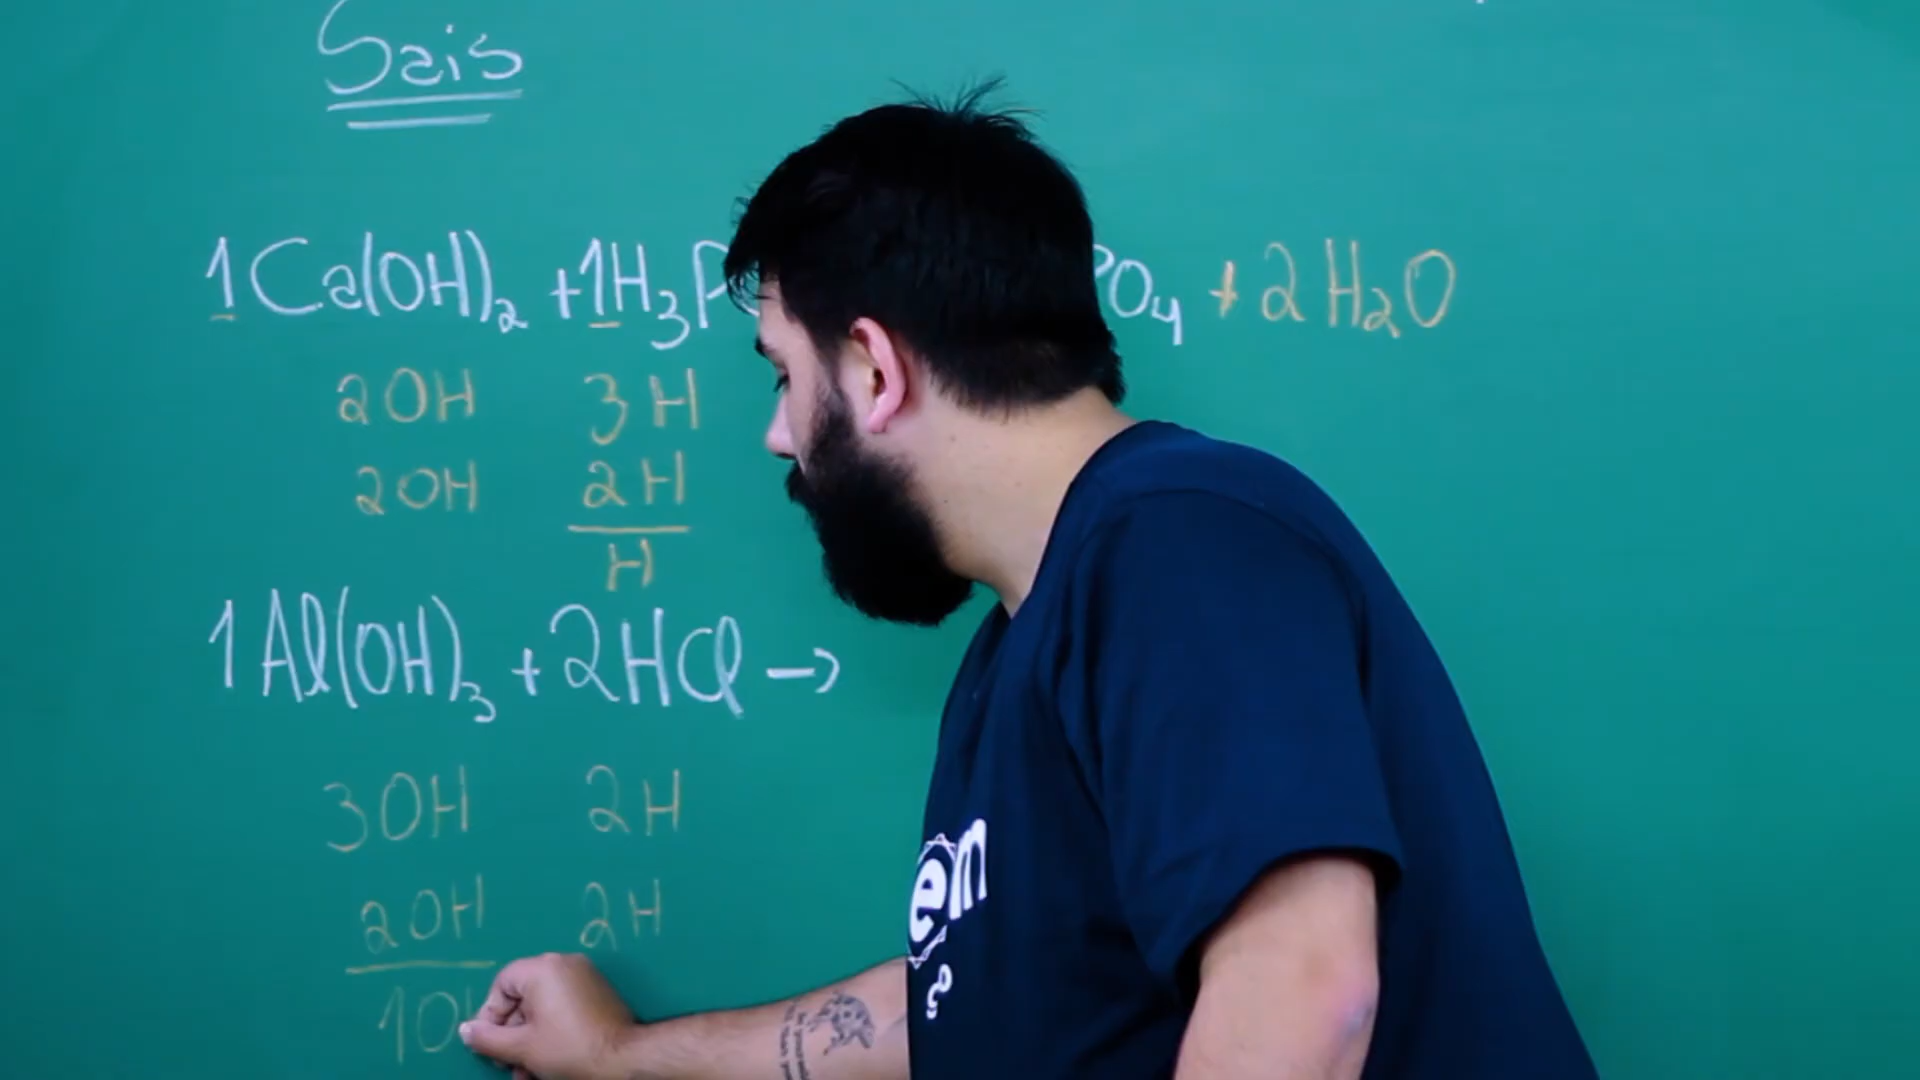 Sais
1Ca(OH)₂ +1H₃P PO₄ + 2H₂O
2OH 3H
2OH 2H
H
1Al(OH)₃ + 2HCl →
3OH 2H
2OH 2H
1O
em
?